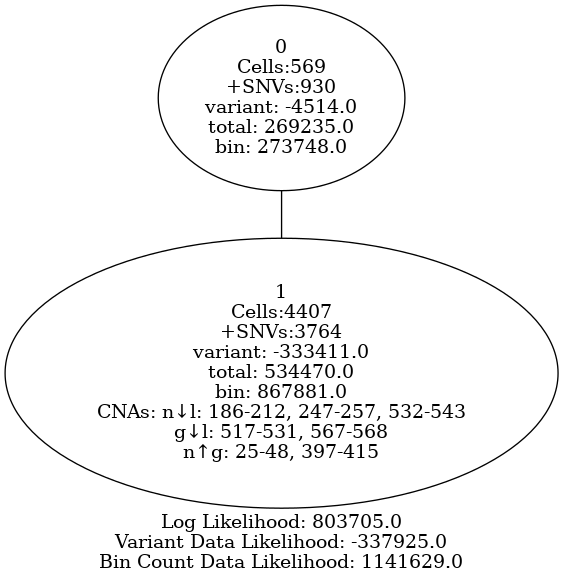 0
Cells:569
+SNVs:930
variant: -4514.0
total: 269235.0
bin: 273748.0
1
Cells:4407
+SNVs:3764
variant: -333411.0
total: 534470.0
bin: 867881.0
CNAs: n↓l: 186-212, 247-257, 532-543
g↓l: 517-531, 567-568
n↑g: 25-48, 397-415
Log Likelihood: 803705.0
Variant Data Likelihood: -337925.0
Bin Count Data Likelihood: 1141629.0